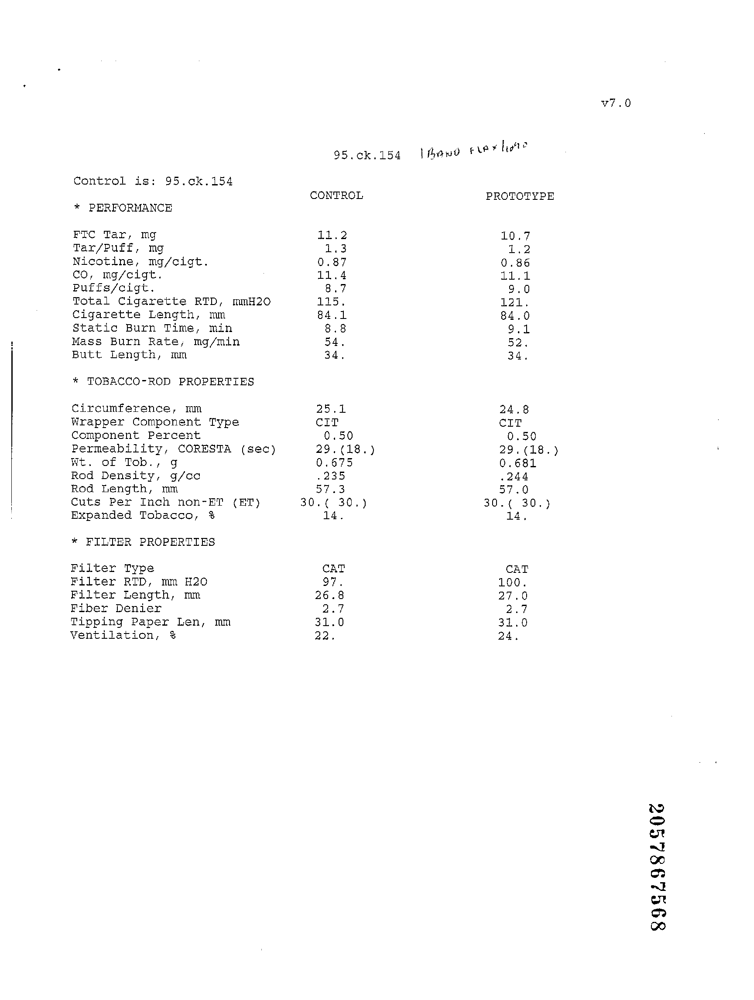 v7.0
95.ck.154 1 BAND FLAX
Control is: 95.ck.154
CONTROL PROTOTYPE
* PERFORMANCE
FTC Tar, mg 11.2 10.7
Tar/Puff, mg 1.3 1.2
Nicotine, mg/cigt. 0.87 0.86
CO, mg/cigt. 11.4 11.1
Puffs/cigt. 8.7 9.0
Total Cigarette RTD, mmH2O 115. 121.
Cigarette Length, mm 84.1 84.0
Static Burn Time, min 8.8 9.1
Mass Burn Rate, mg/min 54. 52.
Butt Length, mm 34. 34.
* TOBACCO-ROD PROPERTIES
Circumference, mm 25.1 24.8
Wrapper Component Type CIT CIT
Component Percent 0.50 0.50
Permeability, CORESTA (sec) 29.(18.) 29.(18.)
Wt. of Tob., g 0.675 0.681
Rod Density, g/cc .235 .244
Rod Length, mm 57.3 57.0
Cuts Per Inch non-ET (ET) 30.( 30.) 30.( 30.)
Expanded Tobacco, % 14. 14.
* FILTER PROPERTIES
Filter Type CAT CAT
Filter RTD, mm H2O 97. 100.
Filter Length, mm 26.8 27.0
Fiber Denier 2.7 2.7
Tipping Paper Len, mm 31.0 31.0
Ventilation, % 22. 24.
2057867568